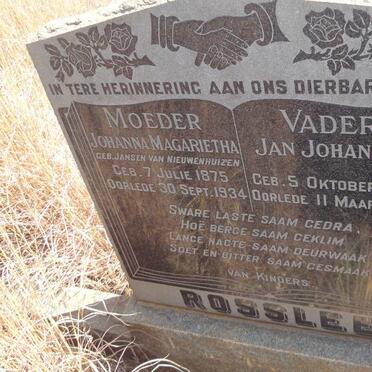 IN TERE HERINNERING AAN ONS DIERBAR
MOEDER
JOHANNA MAGARIETHA
GEB. JANSEN VAN NIEUWENHUIZEN
GEB. 7 JULIE 1875
OORLEDE 30 SEPT. 1934
VADER
JAN JOHAN
GEB. 5 OKTOBER
OORLEDE 11 MAAR
SWARE LASTE SAAM GEDRA,
HOË BERGE SAAM GEKLIM.
LANGE NAGTE SAAM DEURWAAK,
SOET EN BITTER SAAM GESMAAK
VAN KINDERS.
ROSSLEE